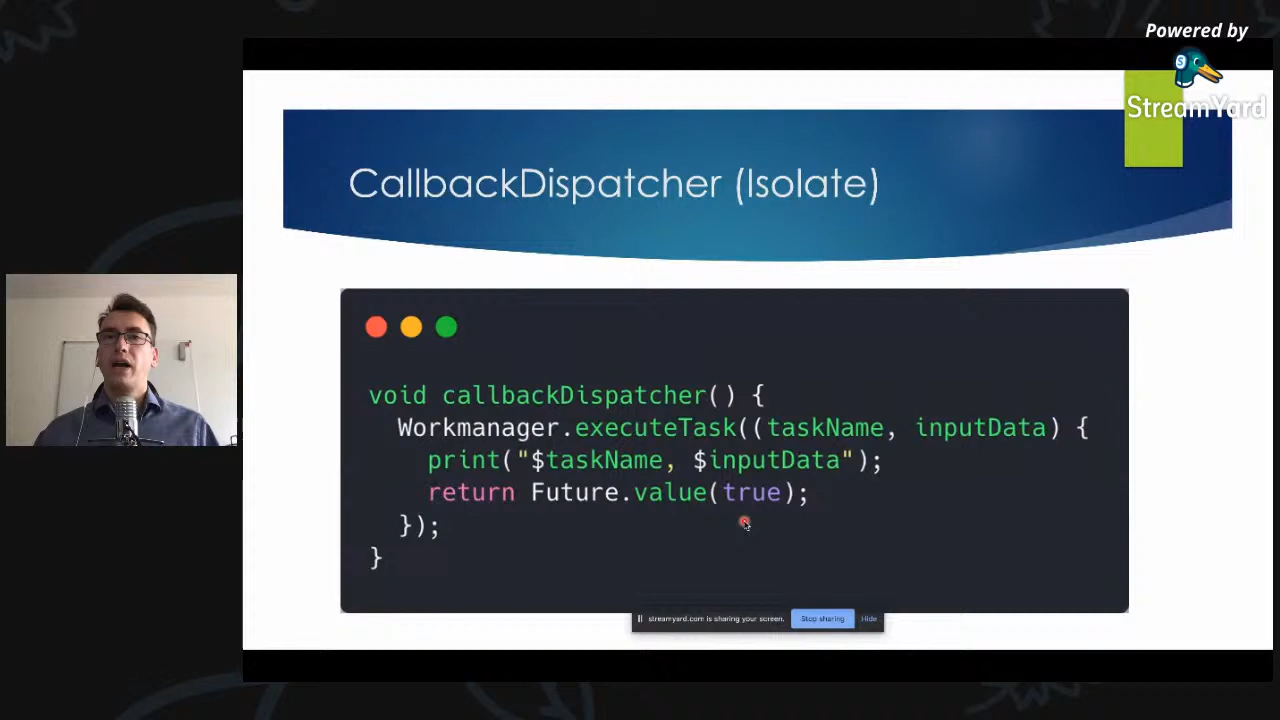 Powered by
StreamYard
CallbackDispatcher (Isolate)
void callbackDispatcher() {
  Workmanager.executeTask((taskName, inputData) {
    print("$taskName, $inputData");
    return Future.value(true);
  });
}
streamyard.com is sharing your screen. Stop sharing Hide